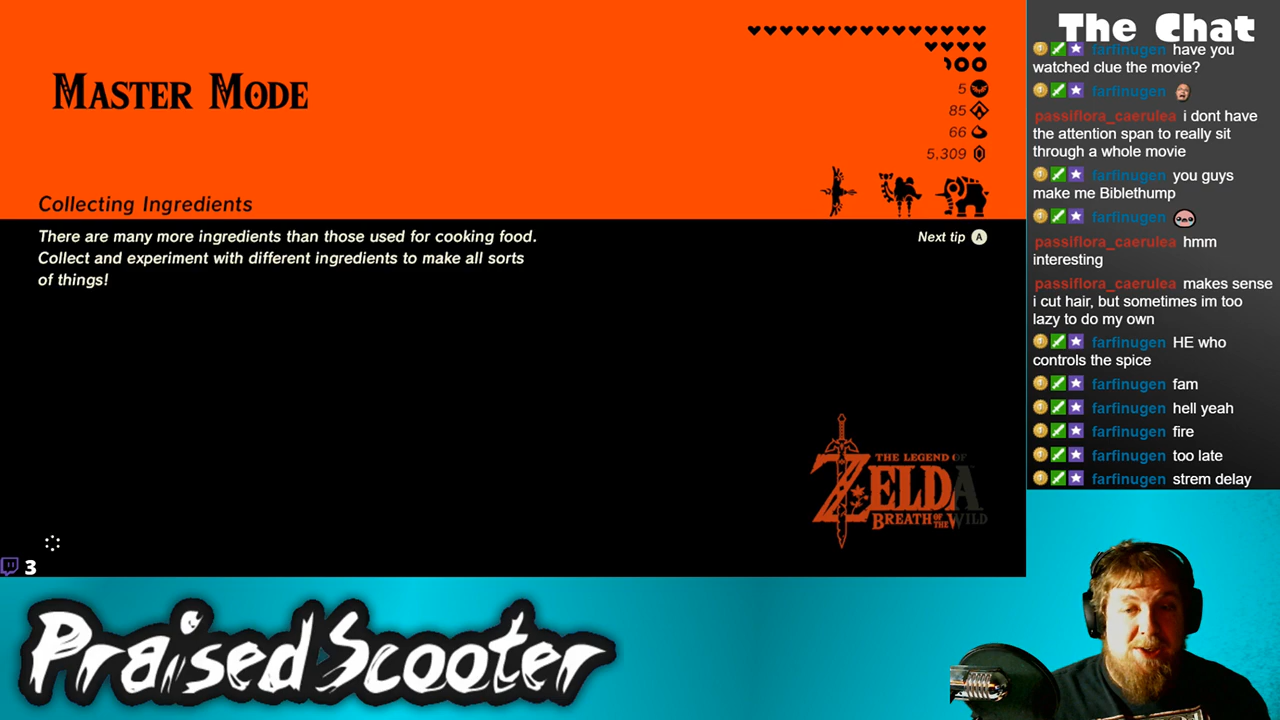 Master Mode
5
85
66
5.309
Collecting Ingredients
There are many more ingredients than those used for cooking food.
Collect and experiment with different ingredients to make all sorts
of things!
Next tip A
THE LEGEND OF
ZELDA
BREATH OF THE WILD
3
PraisedScooter
The Chat
farfinugen have you
watched clue the movie?
farfinugen
passiflora_caerulea i dont have
the attention span to really sit
through a whole movie
farfinugen you guys
make me Biblethump
farfinugen
passiflora_caerulea hmm
interesting
passiflora_caerulea makes sense
i cut hair, but sometimes im too
lazy to do my own
farfinugen HE who
controls the spice
farfinugen fam
farfinugen hell yeah
farfinugen fire
farfinugen too late
farfinugen strem delay